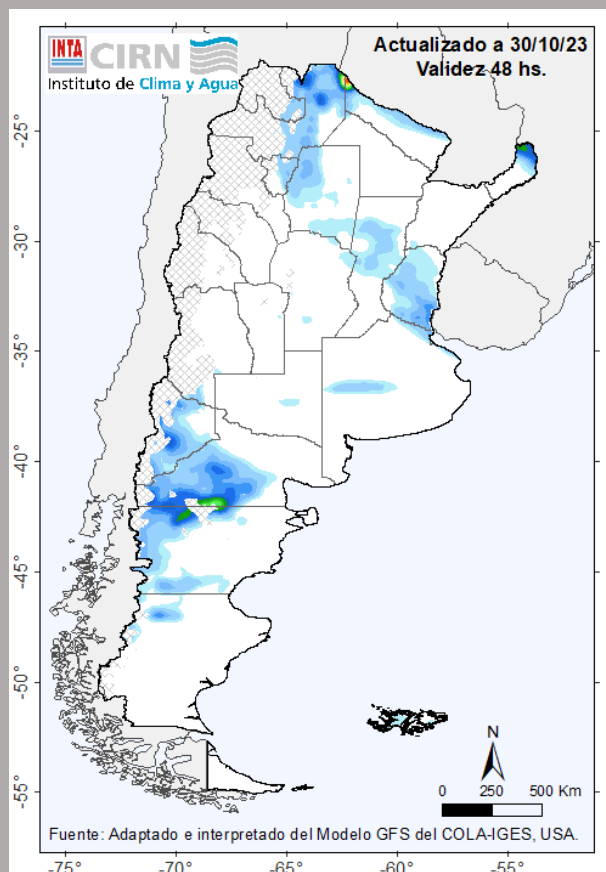 INTA CIRN
Instituto de Clima y Agua
Actualizado a 30/10/23
Validez 48 hs.
-25°
-30°
-35°
-40°
-45°
-50°
-55°
N
0 250 500 Km
Fuente: Adaptado e interpretado del Modelo GFS del COLA-IGES, USA.
-75° -70° -65° -60° -55°